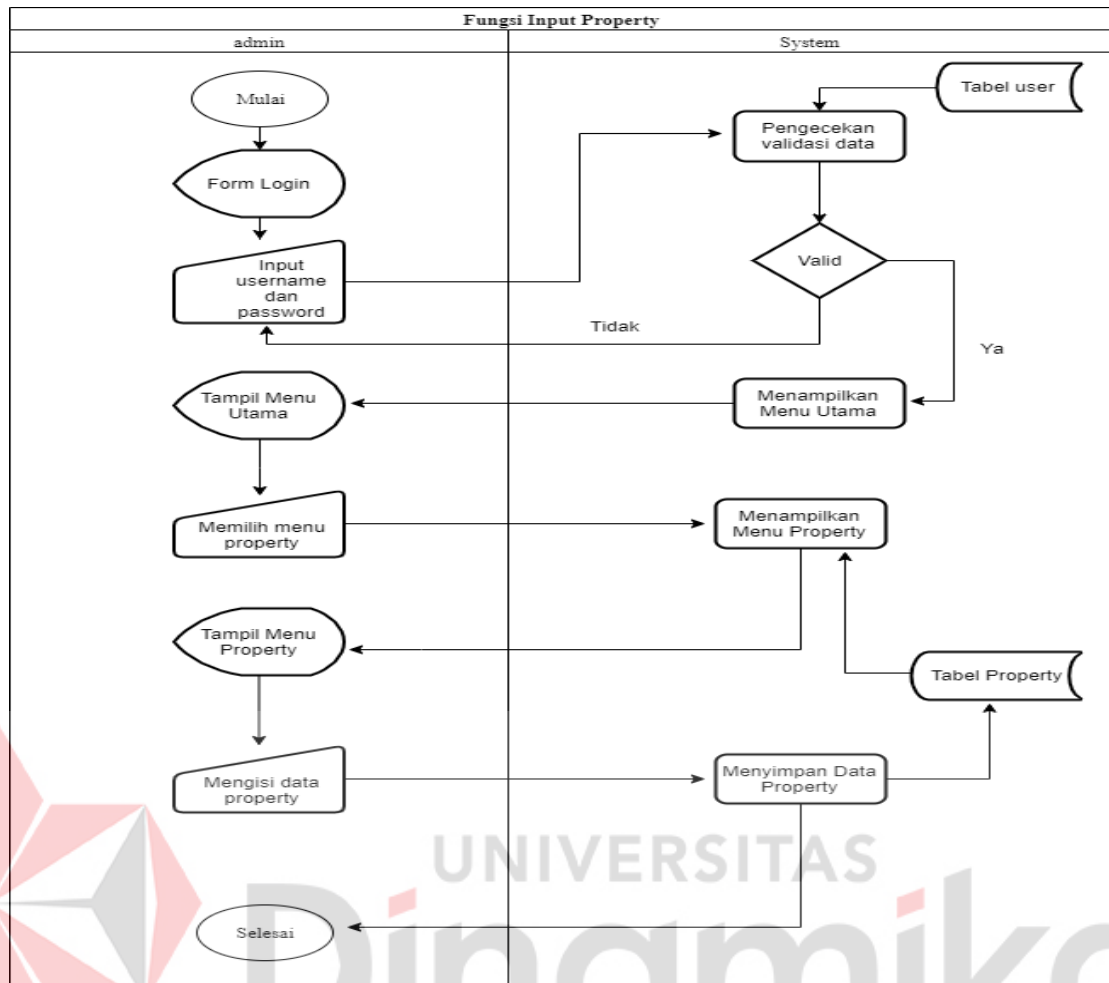 Fungsi Input Property
admin
System
Mulai
Tabel user
Pengecekan
validasi data
Form Login
Valid
Input
username
dan
password
Tidak
Ya
Tampil Menu
Utama
Menampilkan
Menu Utama
Memilih menu
property
Menampilkan
Menu Property
Tampil Menu
Property
Tabel Property
Mengisi data
property
Menyimpan Data
Property
UNIVERSITAS
Dinamika
Selesai